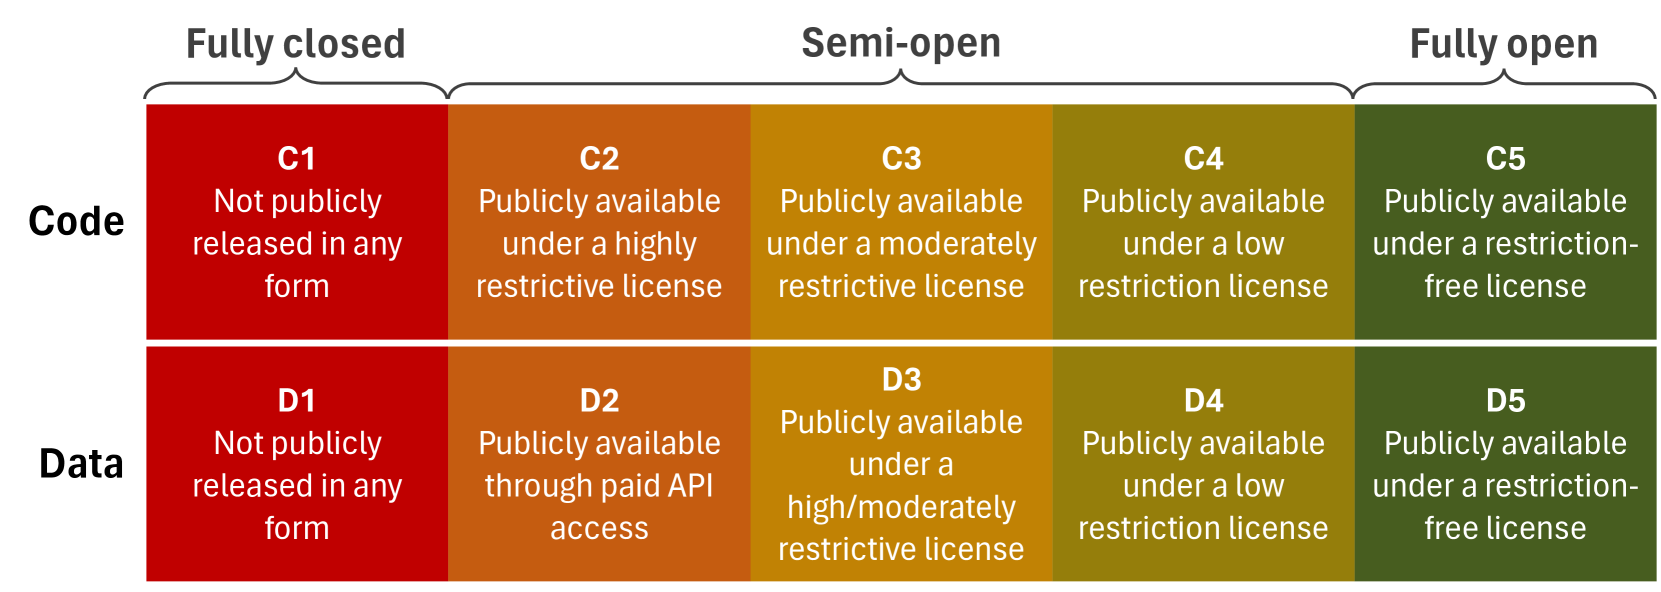 Fully closed
Semi-open
Fully open
Code
C1
Not publicly
released in any
form
C2
Publicly available
under a highly
restrictive license
C3
Publicly available
under a moderately
restrictive license
C4
Publicly available
under a low
restriction license
C5
Publicly available
under a restriction-
free license
Data
D1
Not publicly
released in any
form
D2
Publicly available
through paid API
access
D3
Publicly available
under a
high/moderately
restrictive license
D4
Publicly available
under a low
restriction license
D5
Publicly available
under a restriction-
free license